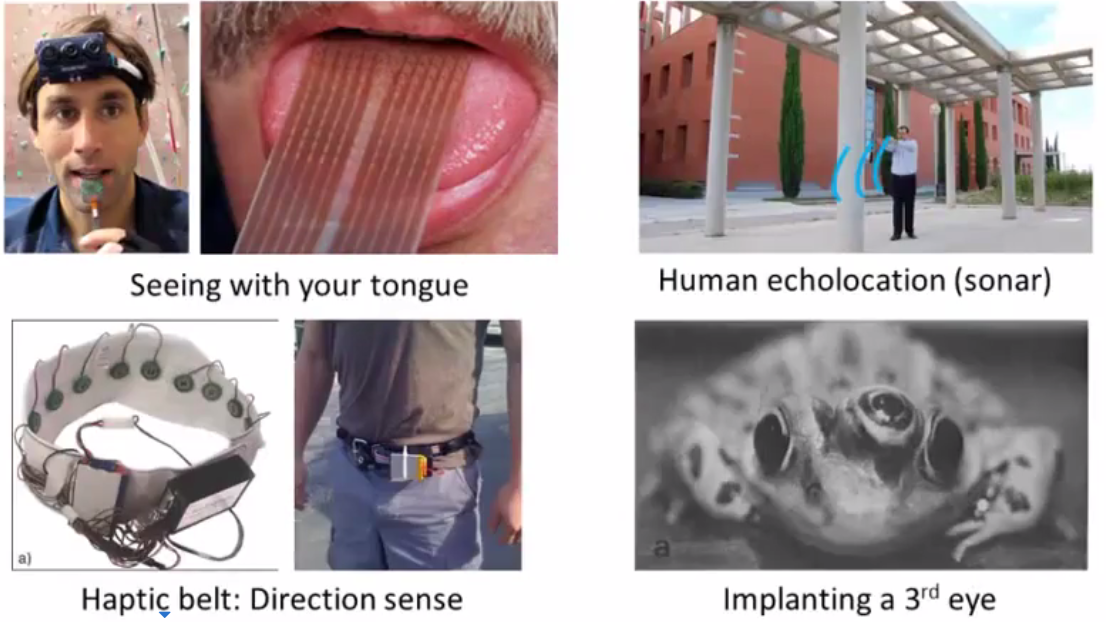 Seeing with your tongue
Human echolocation (sonar)
a)
Haptic belt: Direction sense
a
Implanting a 3rd eye